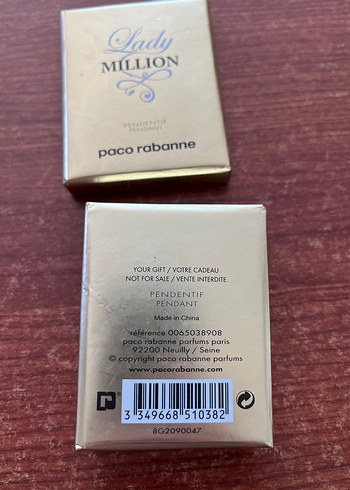 Lady
MILLION
PENDENTIF
PENDANT
paco rabanne
YOUR GIFT / VOTRE CADEAU
NOT FOR SALE / VENTE INTERDITE
PENDENTIF
PENDANT
Made in China
référence 0065038908
paco rabanne parfums paris
92200 Neuilly / Seine
© copyright paco rabanne parfums
www.pacorabanne.com
3 349668 510382
8G2090047